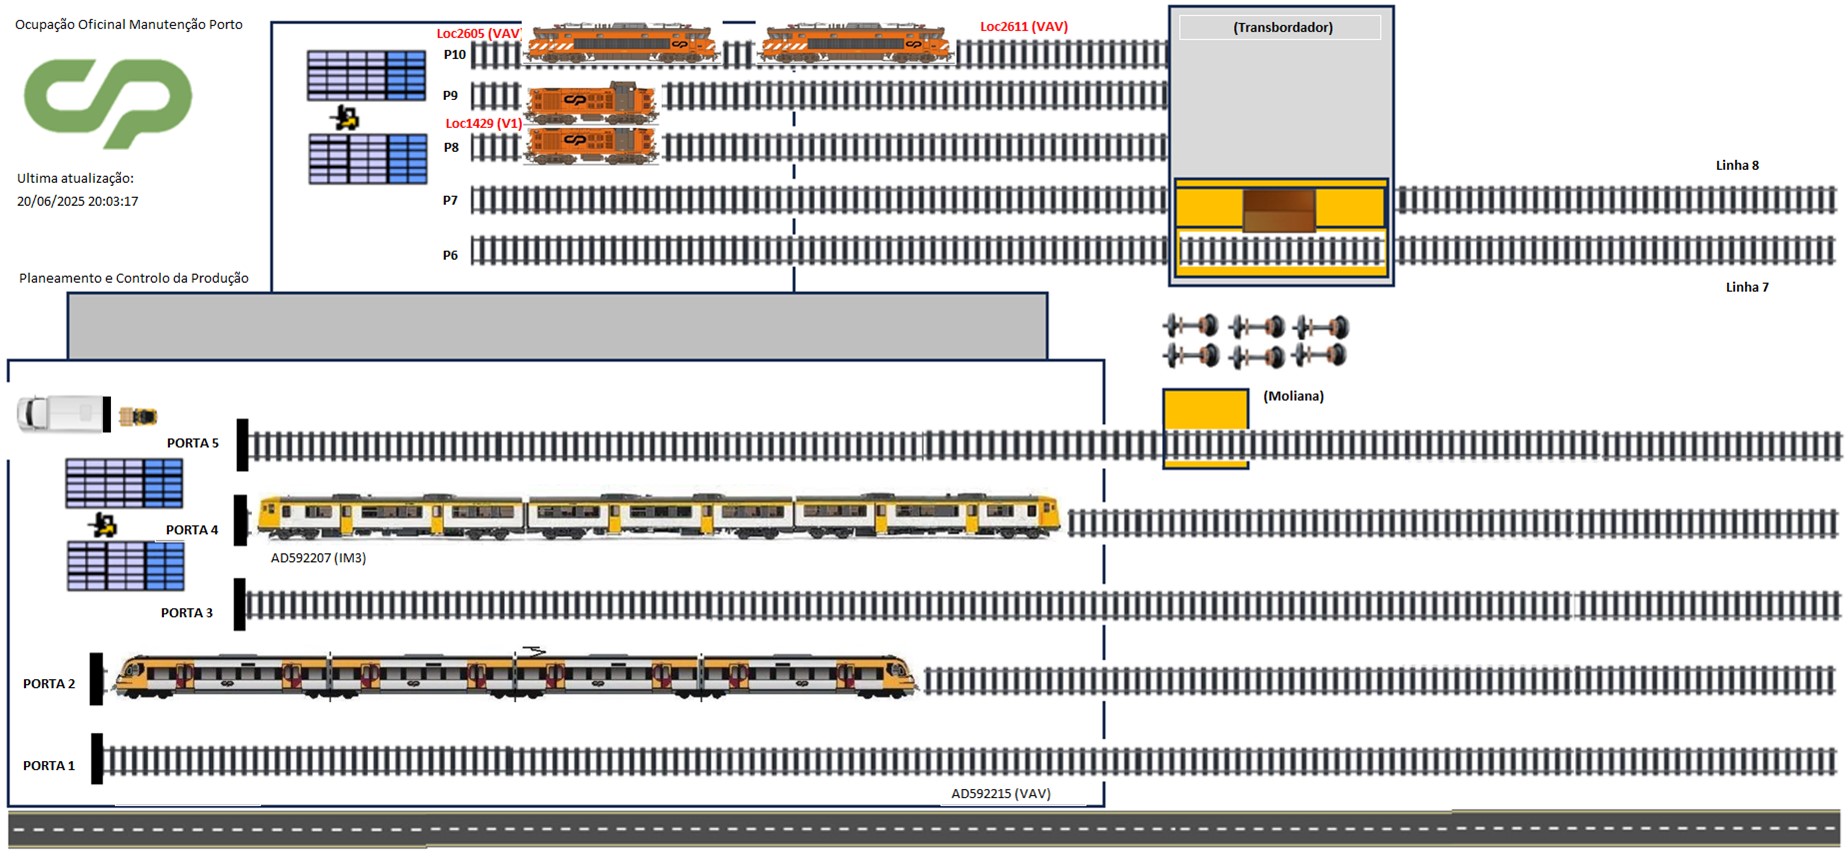 Ocupação Oficinal Manutenção Porto
Loc2605 (VAV
Loc2611 (VAV)
(Transbordador)
P10
P9
Loc1429 (V1)
P8
Linha 8
Ultima atualização:
20/06/2025 20:03:17
P7
P6
Planeamento e Controlo da Produção
Linha 7
(Moliana)
PORTA 5
PORTA 4
AD592207 (IM3)
PORTA 3
PORTA 2
PORTA 1
AD592215 (VAV)